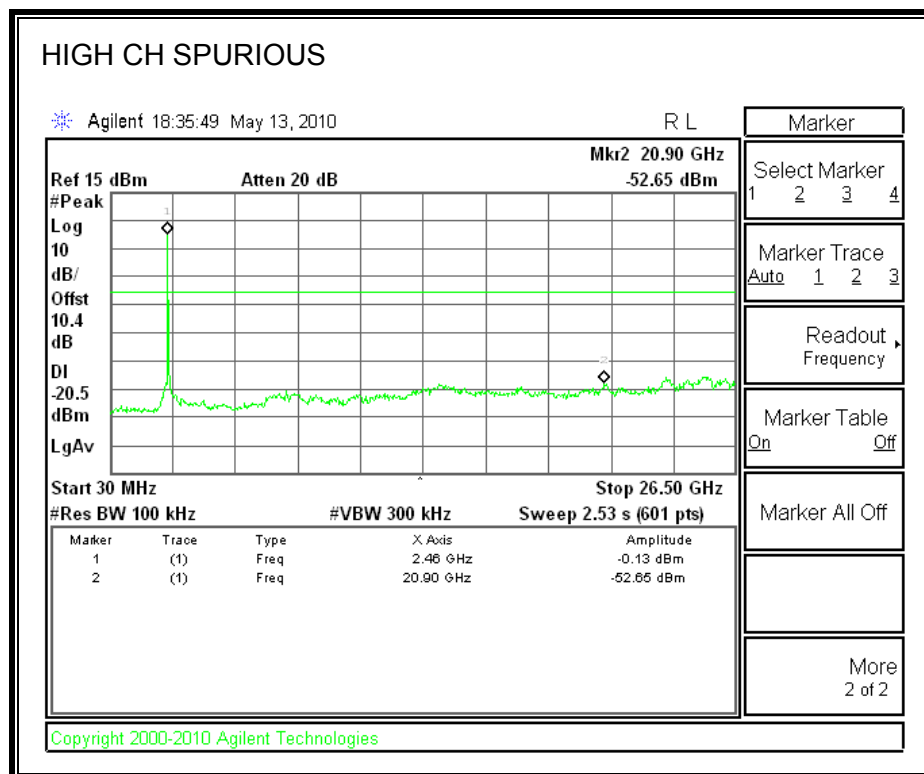 HIGH CH SPURIOUS
Agilent 18:35:49 May 13, 2010 R L
Mkr2 20.90 GHz
Ref 15 dBm Atten 20 dB -52.65 dBm
#Peak
Log
10
dB/
Offst
10.4
dB
DI
-20.5
dBm
LgAv
1
2
Start 30 MHz Stop 26.50 GHz
#Res BW 100 kHz #VBW 300 kHz Sweep 2.53 s (601 pts)
Marker Trace Type X Axis Amplitude
1 (1) Freq 2.46 GHz -0.13 dBm
2 (1) Freq 20.90 GHz -52.65 dBm
Marker
Select Marker
1 2 3 4
Marker Trace
Auto 1 2 3
Readout
Frequency
Marker Table
On Off
Marker All Off
More
2 of 2
Copyright 2000-2010 Agilent Technologies